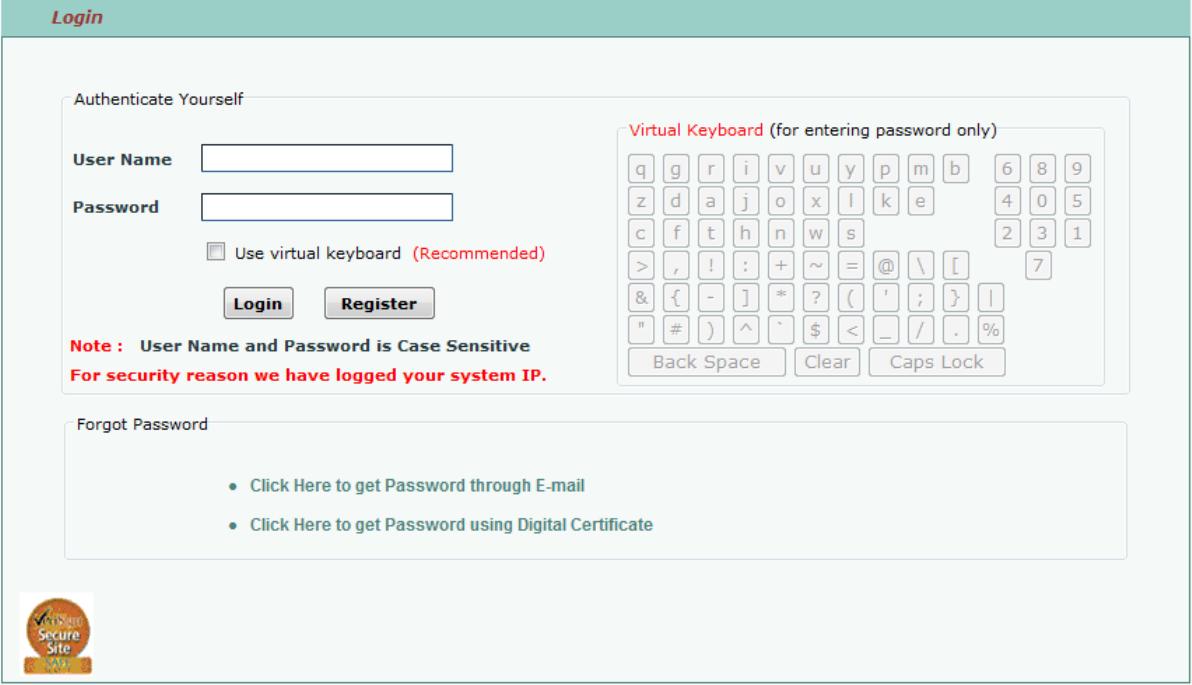 Login
Authenticate Yourself
User Name
Password
Use virtual keyboard (Recommended)
Login Register
Note : User Name and Password is Case Sensitive
For security reason we have logged your system IP.
Virtual Keyboard (for entering password only)
q g r i v u y p m b 6 8 9
z d a j o x l k e 4 0 5
c f t h n w s 2 3 1
> , ! : + ~ = @ \ [ 7
& { - ] * ? ( ' ; } |
" # ) ^ ` $ < _ / . %
Back Space Clear Caps Lock
Forgot Password
• Click Here to get Password through E-mail
• Click Here to get Password using Digital Certificate
Secure
Site